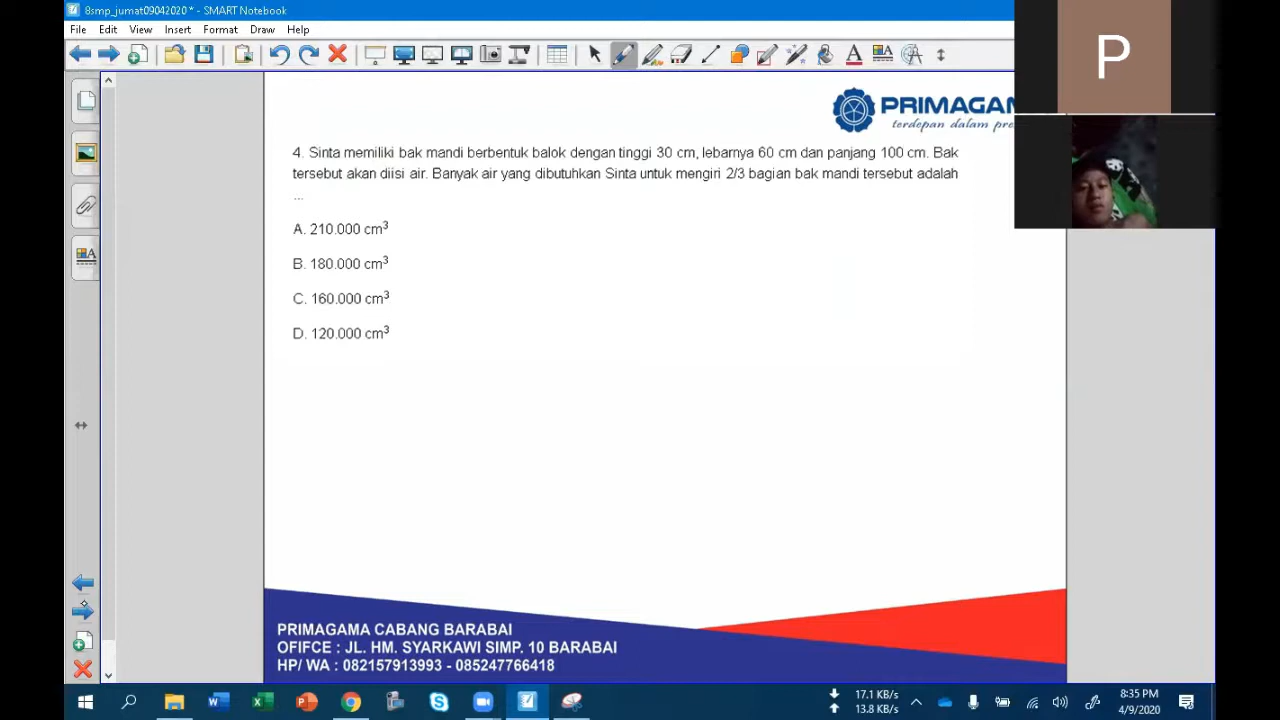 8smp_jumat09042020 * - SMART Notebook
File Edit View Insert Format Draw Help
P
PRIMAGAM
terdepan dalam pre
4. Sinta memiliki bak mandi berbentuk balok dengan tinggi 30 cm, lebarnya 60 cm dan panjang 100 cm. Bak
tersebut akan diisi air. Banyak air yang dibutuhkan Sinta untuk mengiri 2/3 bagian bak mandi tersebut adalah
...
A. 210.000 cm³
B. 180.000 cm³
C. 160.000 cm³
D. 120.000 cm³
PRIMAGAMA CABANG BARABAI
OFIFCE : JL. HM. SYARKAWI SIMP. 10 BARABAI
HP/ WA : 082157913993 - 085247766418
17.1 KB/s
13.8 KB/s
8:35 PM
4/9/2020